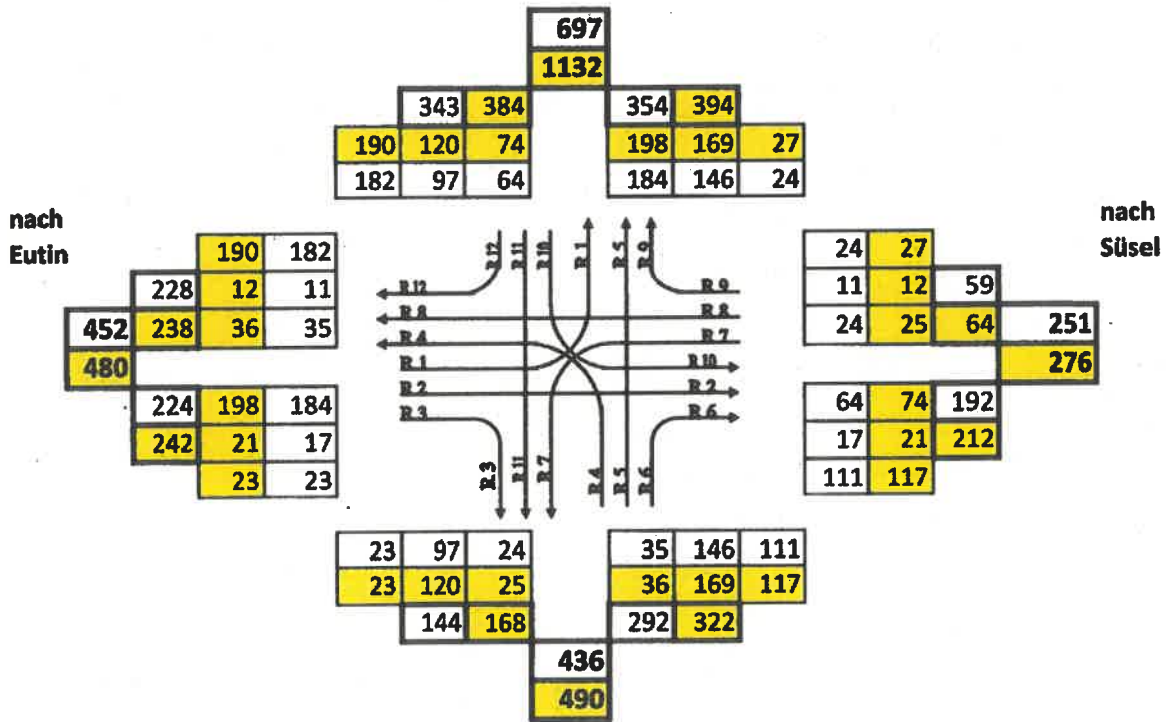 697
1132
343 384 354 394
190 120 74 198 169 27
182 97 64 184 146 24
nach
Eutin
nach
Süsel
190 182 24 27
228 12 11 11 12 59
452 238 36 35 24 25 64 251
480 276
224 198 184 64 74 192
242 21 17 17 21 212
23 23 111 117
R 12 R 11 R 10 R 1 R 5 R 9
R 12 R 9
R 8 R 8
R 4 R 7
R 1 R 10
R 2 R 2
R 3 R 6
R 3 R 11 R 7 R 4 R 5 R 6
23 97 24 35 146 111
23 120 25 36 169 117
144 168 292 322
436
490